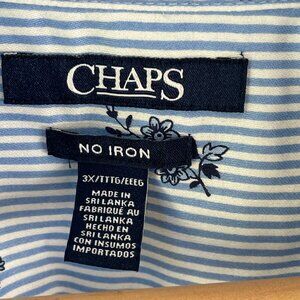 CHAPS
NO IRON
3X/TTTG/EEEG
MADE IN
SRI LANKA
FABRIQUÉ AU
SRI LANKA
HECHO EN
SRI LANKA
CON INSUMOS
IMPORTADOS